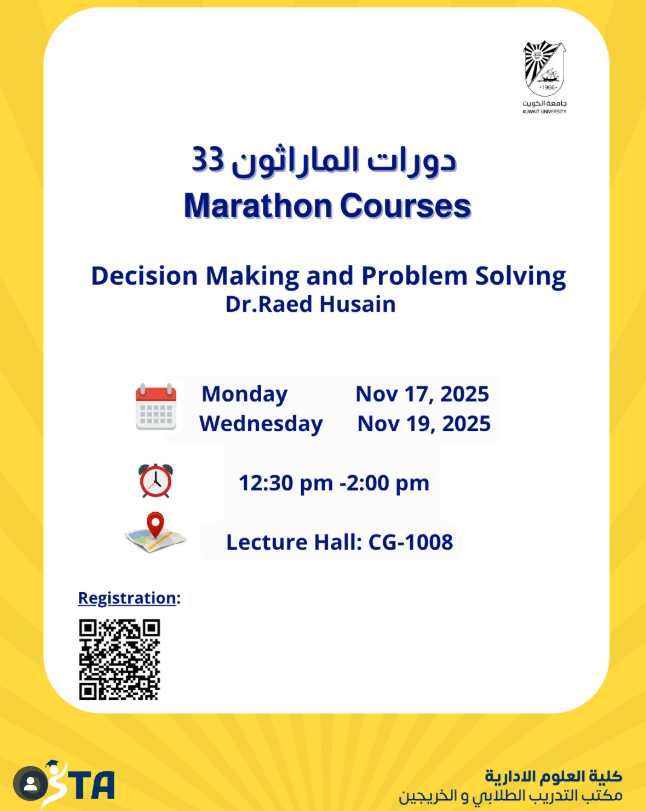 ·1966·
جامعة الكويت
KUWAIT UNIVERSITY
دورات الماراثون 33
Marathon Courses
Decision Making and Problem Solving
Dr.Raed Husain
Monday Nov 17, 2025
Wednesday Nov 19, 2025
12:30 pm -2:00 pm
Lecture Hall: CG-1008
Registration:
STA
كلية العلوم الادارية
مكتب التدريب الطلابي و الخريجين